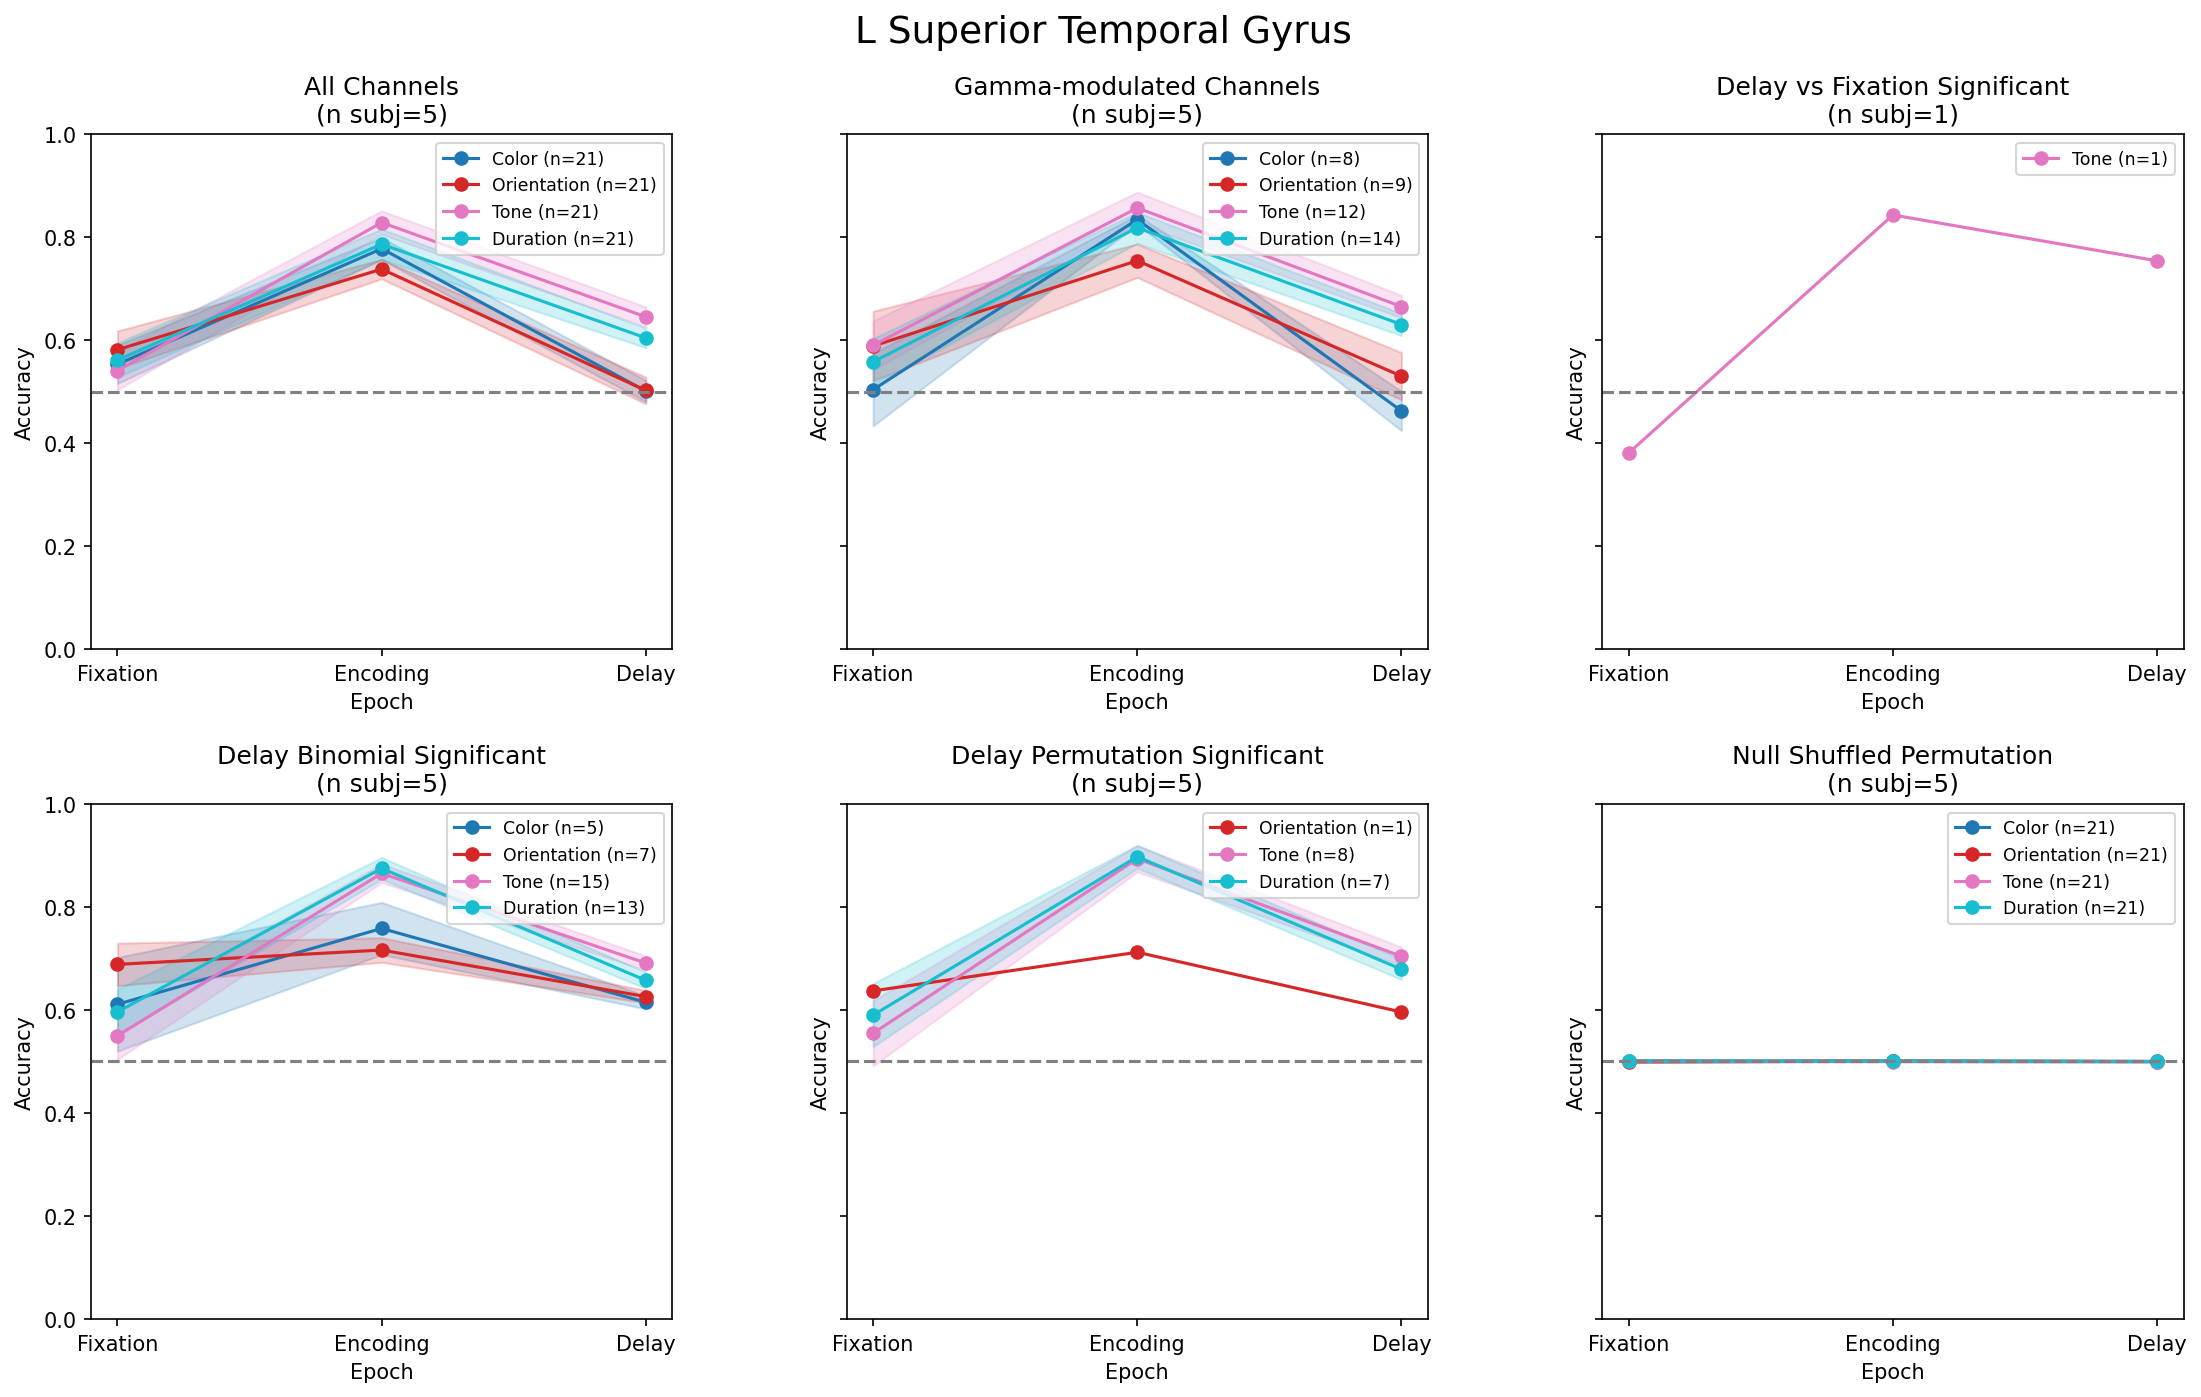 L Superior Temporal Gyrus
All Channels
(n subj=5)
Accuracy
1.0
0.8
0.6
0.4
0.2
0.0
Color (n=21)
Orientation (n=21)
Tone (n=21)
Duration (n=21)
Fixation Encoding Delay
Epoch
Gamma-modulated Channels
(n subj=5)
Accuracy
Color (n=8)
Orientation (n=9)
Tone (n=12)
Duration (n=14)
Fixation Encoding Delay
Epoch
Delay vs Fixation Significant
(n subj=1)
Accuracy
Tone (n=1)
Fixation Encoding Delay
Epoch
Delay Binomial Significant
(n subj=5)
Accuracy
1.0
0.8
0.6
0.4
0.2
0.0
Color (n=5)
Orientation (n=7)
Tone (n=15)
Duration (n=13)
Fixation Encoding Delay
Epoch
Delay Permutation Significant
(n subj=5)
Accuracy
Orientation (n=1)
Tone (n=8)
Duration (n=7)
Fixation Encoding Delay
Epoch
Null Shuffled Permutation
(n subj=5)
Accuracy
Color (n=21)
Orientation (n=21)
Tone (n=21)
Duration (n=21)
Fixation Encoding Delay
Epoch